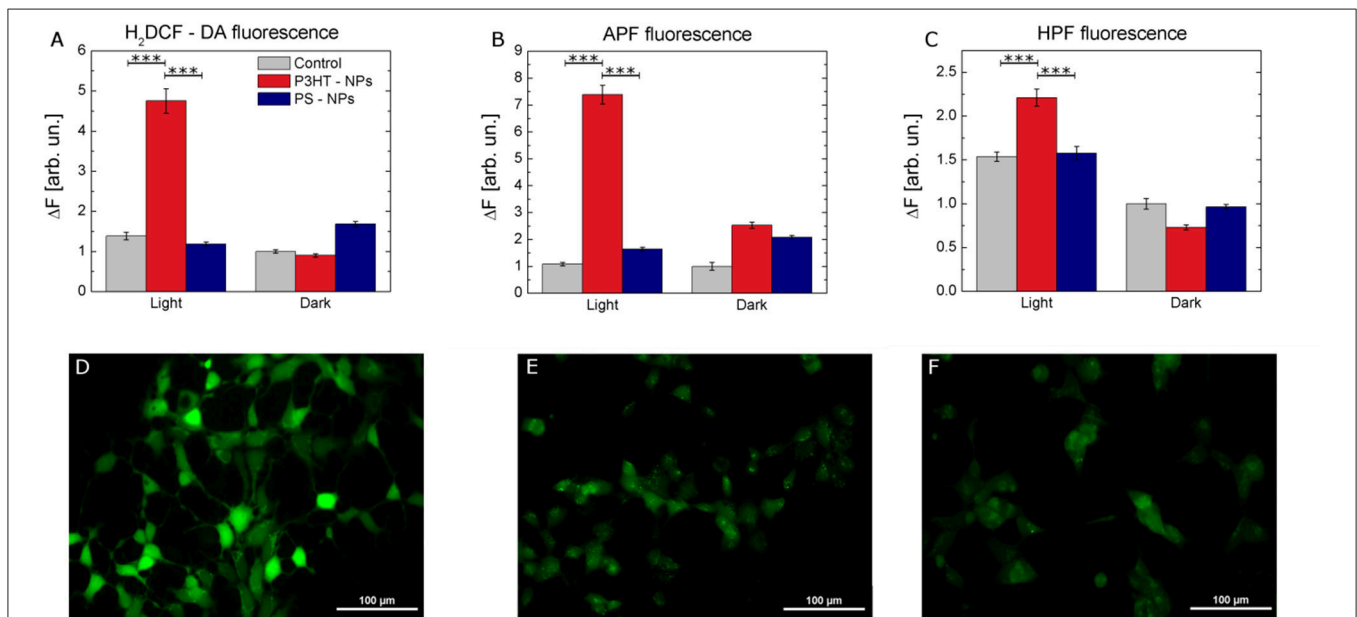 A
H₂DCF - DA fluorescence
ΔF [arb. un.]
6
5
4
3
2
1
0
***
***
Control
P3HT - NPs
PS - NPs
Light
Dark
B
APF fluorescence
ΔF [arb. un.]
9
8
7
6
5
4
3
2
1
0
***
***
Light
Dark
C
HPF fluorescence
ΔF [arb. un.]
2.5
2.0
1.5
1.0
0.5
0.0
***
***
Light
Dark
D
100 µm
E
100 µm
F
100 µm